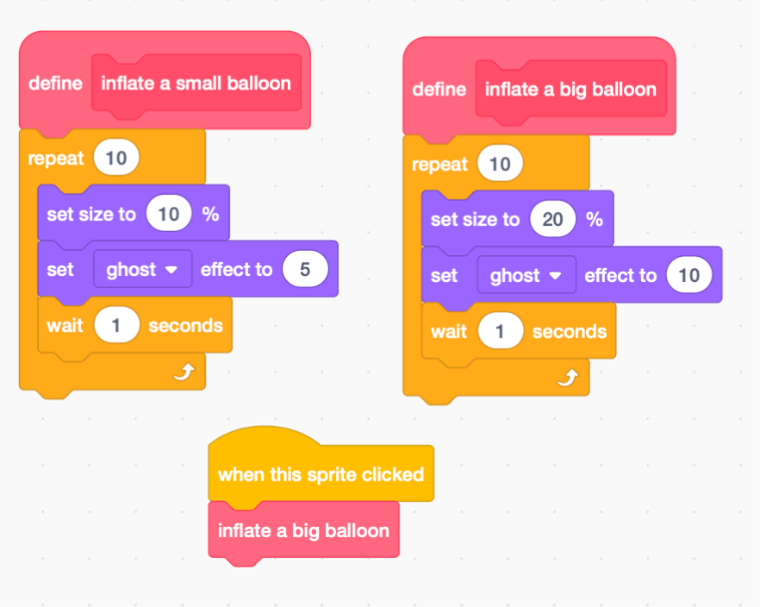 define inflate a small balloon
repeat 10
set size to 10 %
set ghost effect to 5
wait 1 seconds
define inflate a big balloon
repeat 10
set size to 20 %
set ghost effect to 10
wait 1 seconds
when this sprite clicked
inflate a big balloon